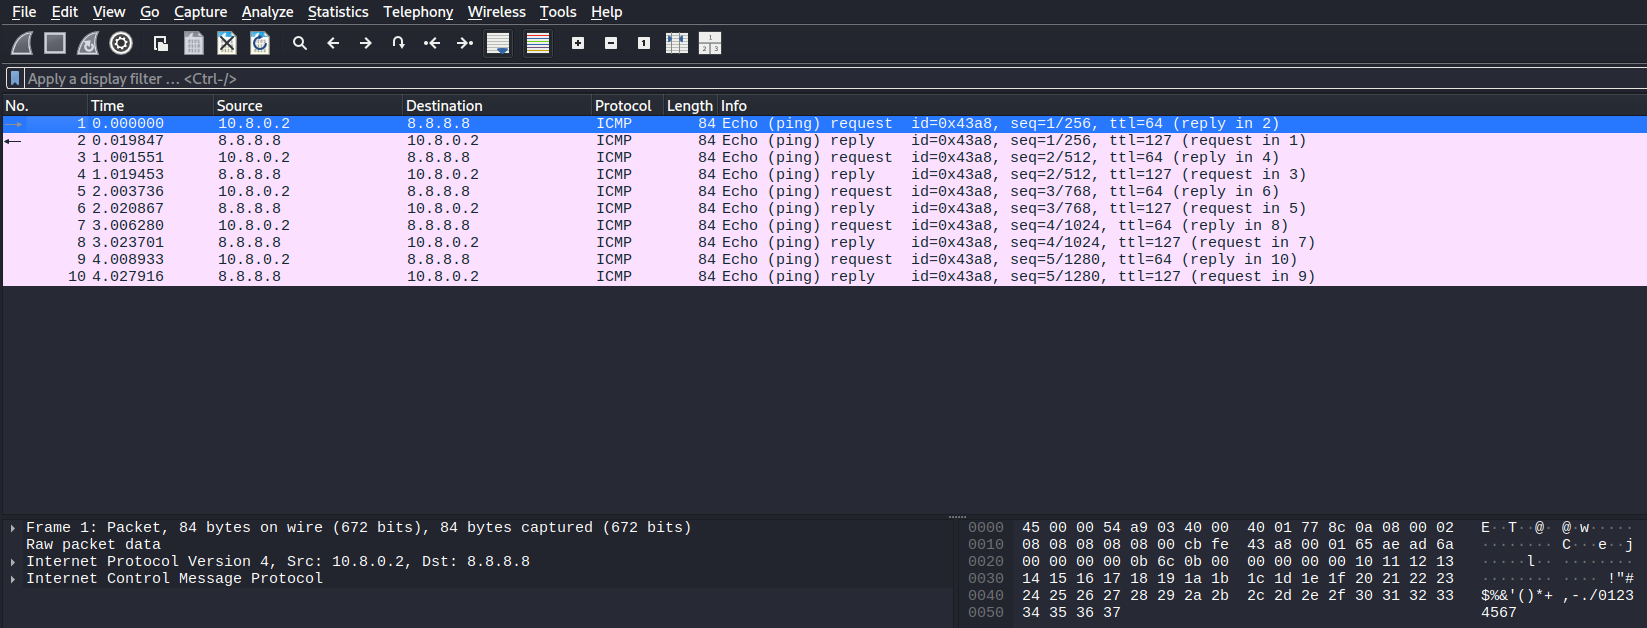 File Edit View Go Capture Analyze Statistics Telephony Wireless Tools Help
Apply a display filter … <Ctrl-/>
No. Time Source Destination Protocol Length Info
1 0.000000 10.8.0.2 8.8.8.8 ICMP 84 Echo (ping) request id=0x43a8, seq=1/256, ttl=64 (reply in 2)
2 0.019847 8.8.8.8 10.8.0.2 ICMP 84 Echo (ping) reply id=0x43a8, seq=1/256, ttl=127 (request in 1)
3 1.001551 10.8.0.2 8.8.8.8 ICMP 84 Echo (ping) request id=0x43a8, seq=2/512, ttl=64 (reply in 4)
4 1.019453 8.8.8.8 10.8.0.2 ICMP 84 Echo (ping) reply id=0x43a8, seq=2/512, ttl=127 (request in 3)
5 2.003736 10.8.0.2 8.8.8.8 ICMP 84 Echo (ping) request id=0x43a8, seq=3/768, ttl=64 (reply in 6)
6 2.020867 8.8.8.8 10.8.0.2 ICMP 84 Echo (ping) reply id=0x43a8, seq=3/768, ttl=127 (request in 5)
7 3.006280 10.8.0.2 8.8.8.8 ICMP 84 Echo (ping) request id=0x43a8, seq=4/1024, ttl=64 (reply in 8)
8 3.023701 8.8.8.8 10.8.0.2 ICMP 84 Echo (ping) reply id=0x43a8, seq=4/1024, ttl=127 (request in 7)
9 4.008933 10.8.0.2 8.8.8.8 ICMP 84 Echo (ping) request id=0x43a8, seq=5/1280, ttl=64 (reply in 10)
10 4.027916 8.8.8.8 10.8.0.2 ICMP 84 Echo (ping) reply id=0x43a8, seq=5/1280, ttl=127 (request in 9)
Frame 1: Packet, 84 bytes on wire (672 bits), 84 bytes captured (672 bits)
Raw packet data
Internet Protocol Version 4, Src: 10.8.0.2, Dst: 8.8.8.8
Internet Control Message Protocol
0000 45 00 00 54 a9 03 40 00 40 01 77 8c 0a 08 00 02 E··T··@· @·w·····
0010 08 08 08 08 08 00 cb fe 43 a8 00 01 65 ae ad 6a ········ C···e··j
0020 00 00 00 00 0b 6c 0b 00 00 00 00 00 10 11 12 13 ·····l·· ········
0030 14 15 16 17 18 19 1a 1b 1c 1d 1e 1f 20 21 22 23 ········ ···· !"#
0040 24 25 26 27 28 29 2a 2b 2c 2d 2e 2f 30 31 32 33 $%&'()*+ ,-./0123
0050 34 35 36 37 4567